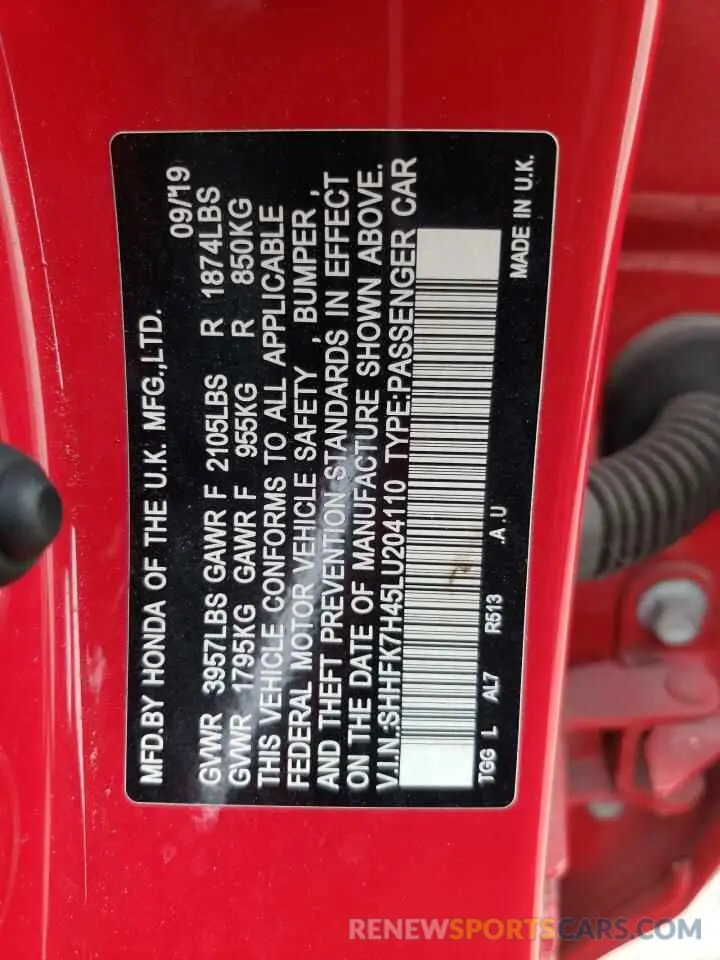 MFD.BY HONDA OF THE U.K. MFG.,LTD. 09/19
GVWR 3957LBS GAWR F 2105LBS R 1874LBS
GVWR 1795KG GAWR F 955KG R 850KG
THIS VEHICLE CONFORMS TO ALL APPLICABLE
FEDERAL MOTOR VEHICLE SAFETY , BUMPER ,
AND THEFT PREVENTION STANDARDS IN EFFECT
ON THE DATE OF MANUFACTURE SHOWN ABOVE.
V.I.N.:SHHFK7H45LU204110 TYPE:PASSENGER CAR
TGG L AL7 R513 .A.U MADE IN U.K.
RENEWSPORTSCARS.COM